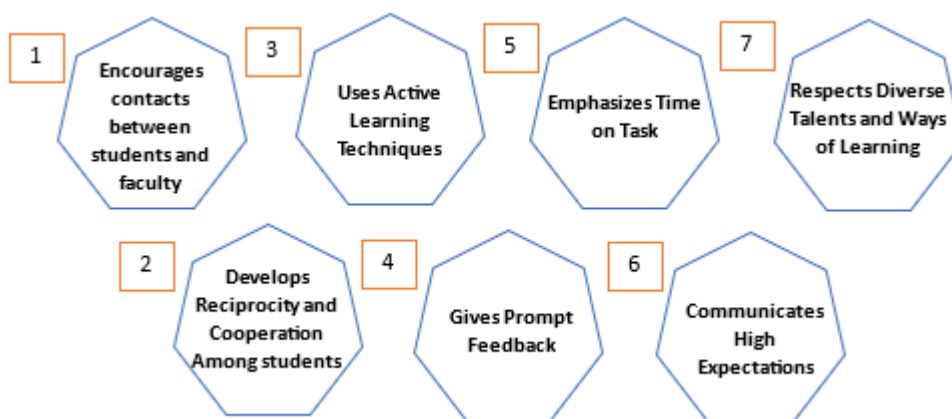 1
Encourages
contacts
between
students and
faculty
2
Develops
Reciprocity and
Cooperation
Among students
3
Uses Active
Learning
Techniques
4
Gives Prompt
Feedback
5
Emphasizes Time
on Task
6
Communicates
High
Expectations
7
Respects Diverse
Talents and Ways
of Learning